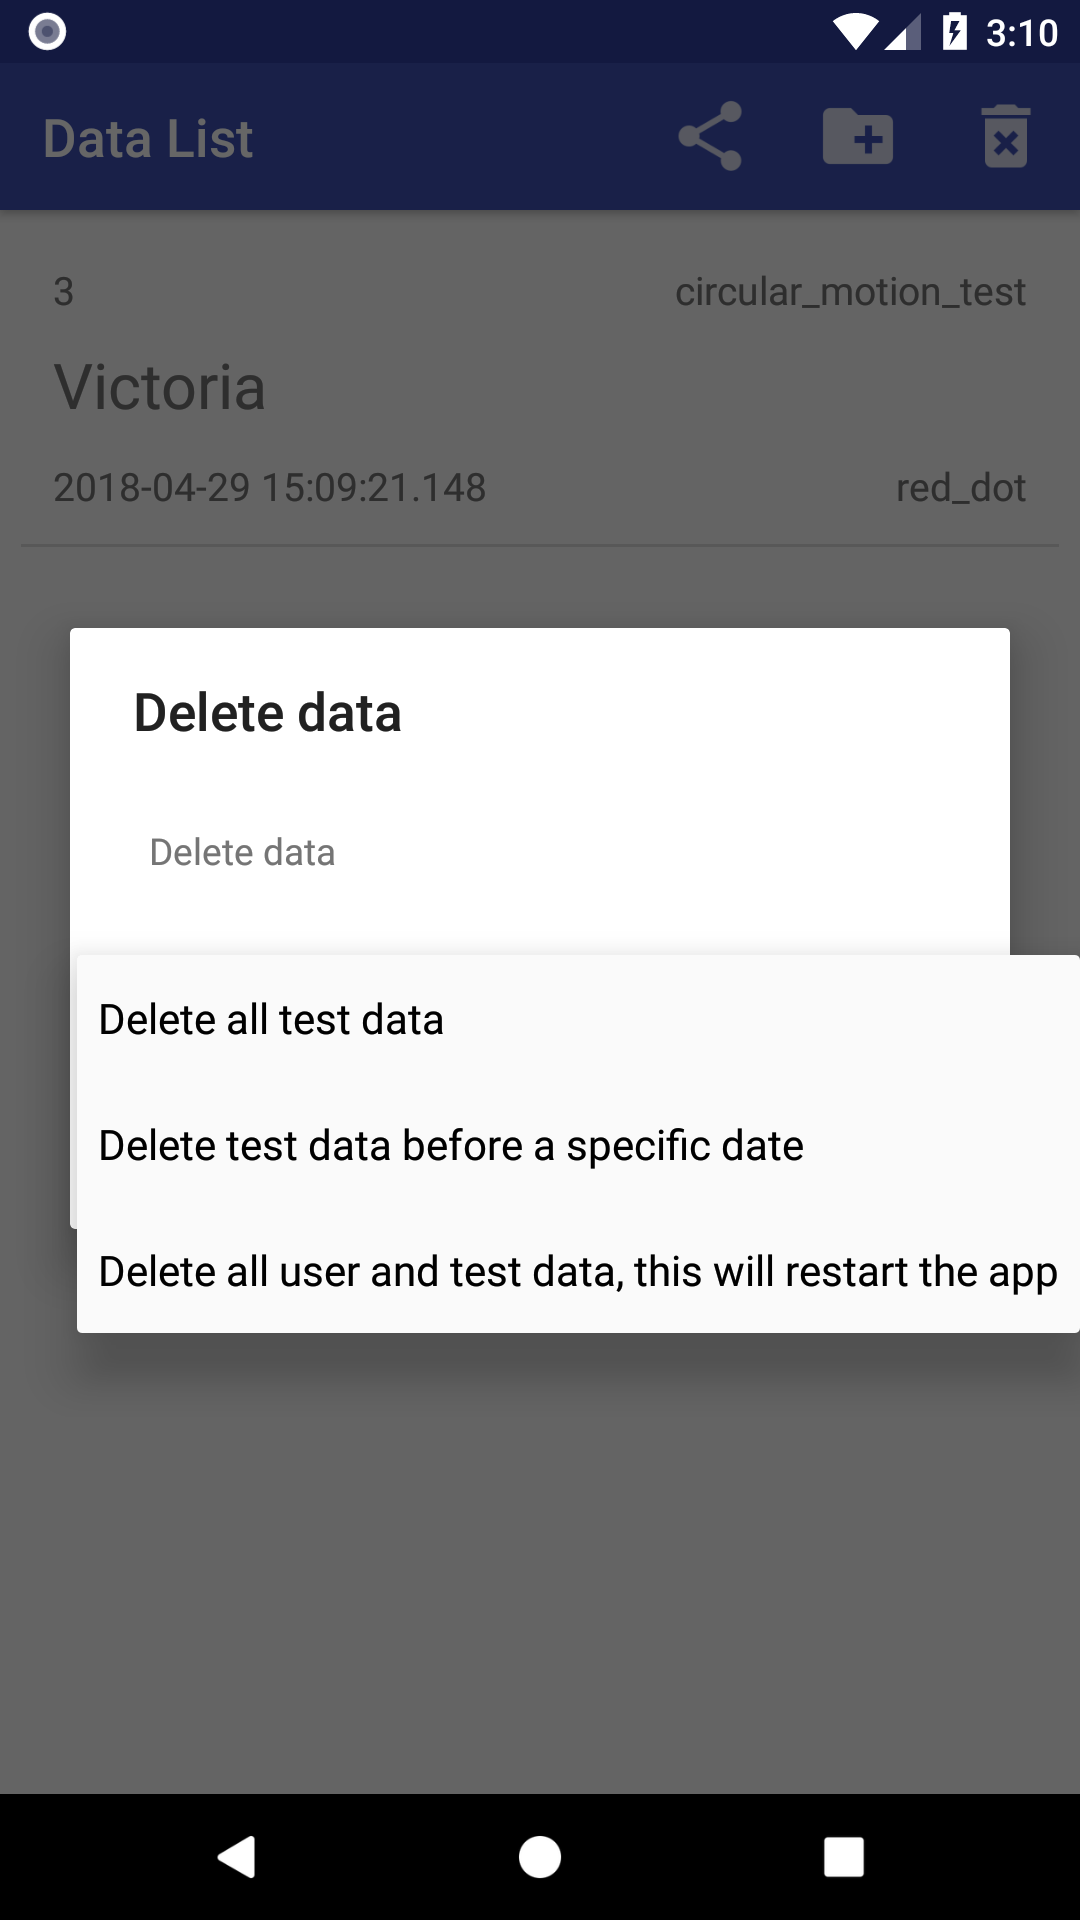 3:10
Data List
3 circular_motion_test
Victoria
2018-04-29 15:09:21.148 red_dot
Delete data
Delete data
Delete all test data
Delete test data before a specific date
Delete all user and test data, this will restart the app